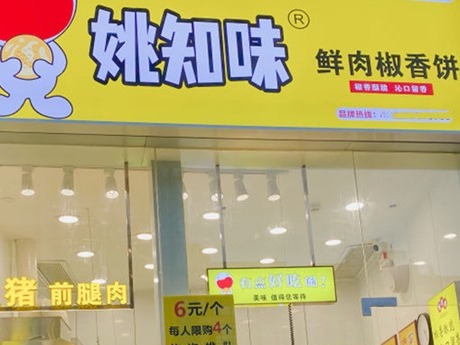 姚知味®
鲜肉椒香饼
椒香酥脆 沁口留香
品牌热线:
猪 前腿肉
有点好吃
美味 值得您等待
6元/个
每人限购4个